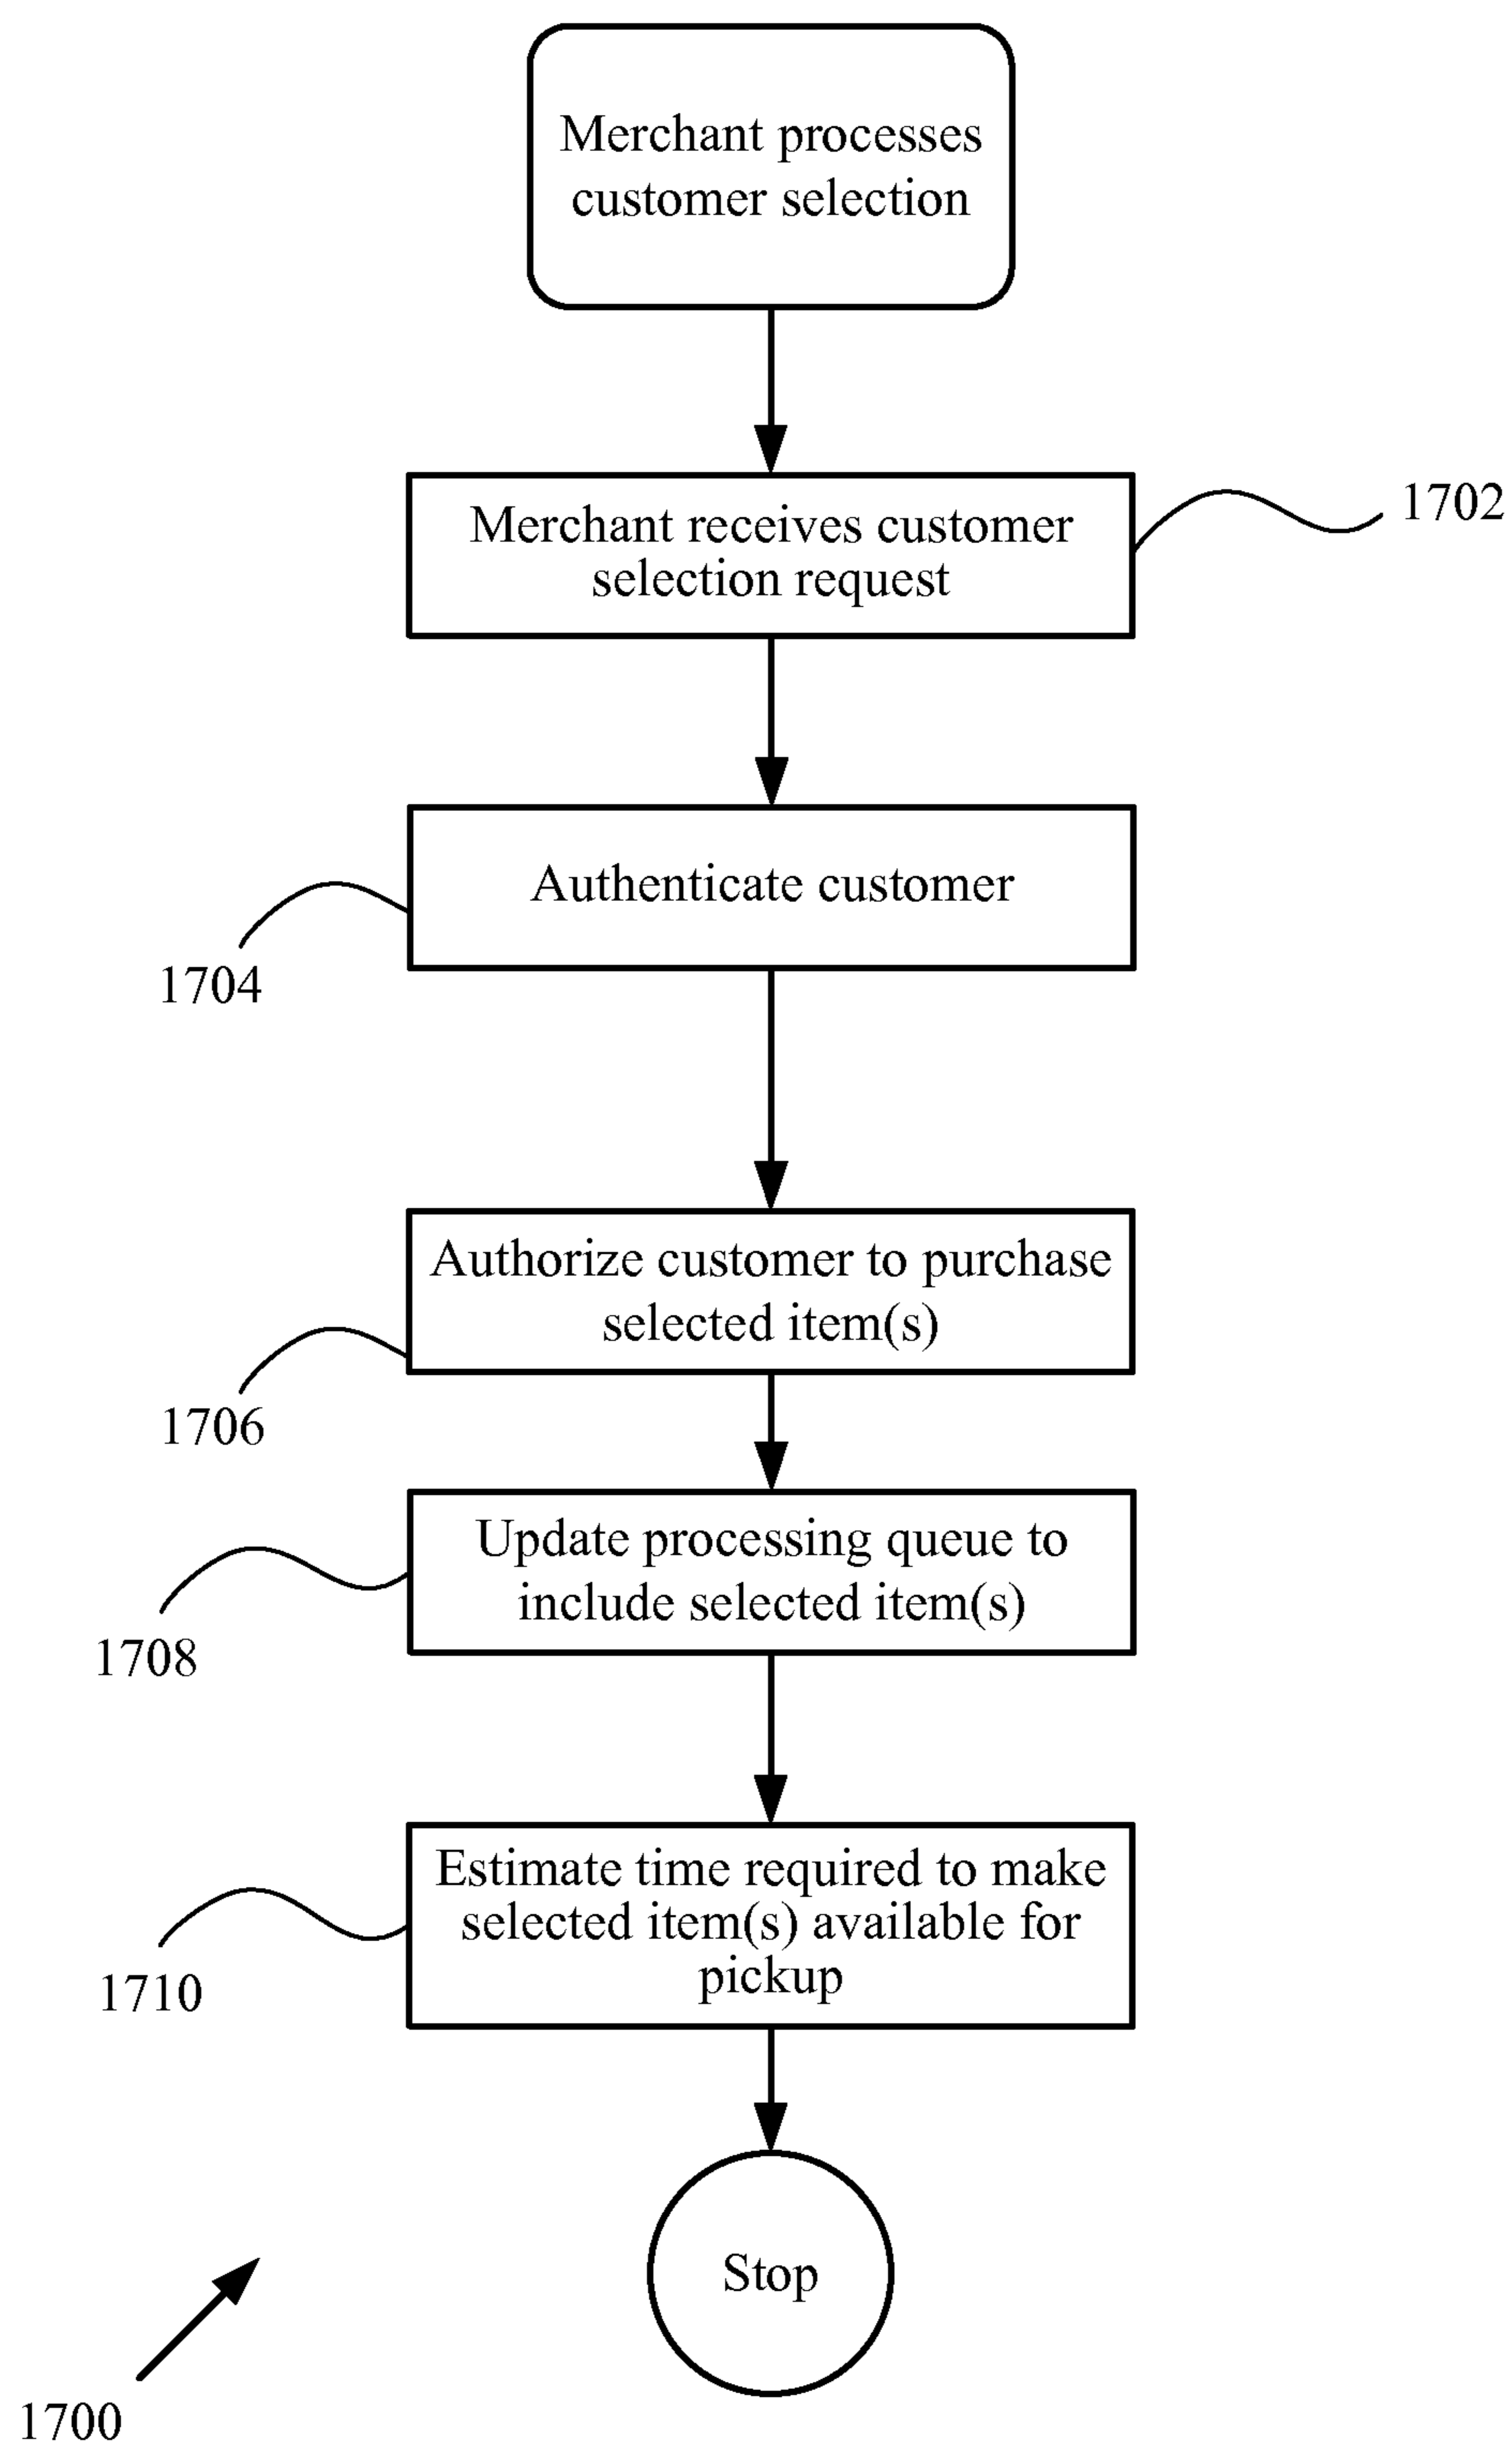 Merchant processes
customer selection
Merchant receives customer
selection request
1702
Authenticate customer
1704
Authorize customer to purchase
selected item(s)
1706
Update processing queue to
include selected item(s)
1708
Estimate time required to make
selected item(s) available for
pickup
1710
Stop
1700